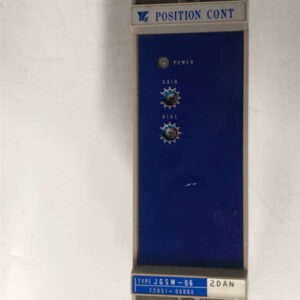 POSITION CONT
POWER
GAIN
BIAS
TYPE JGSM-06
2DAN